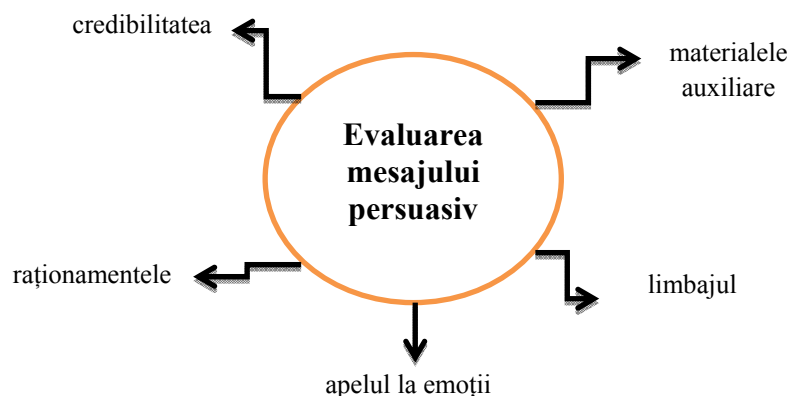 credibilitatea
materialele
auxiliare
Evaluarea
mesajului
persuasiv
raționamentele
limbajul
apelul la emoții